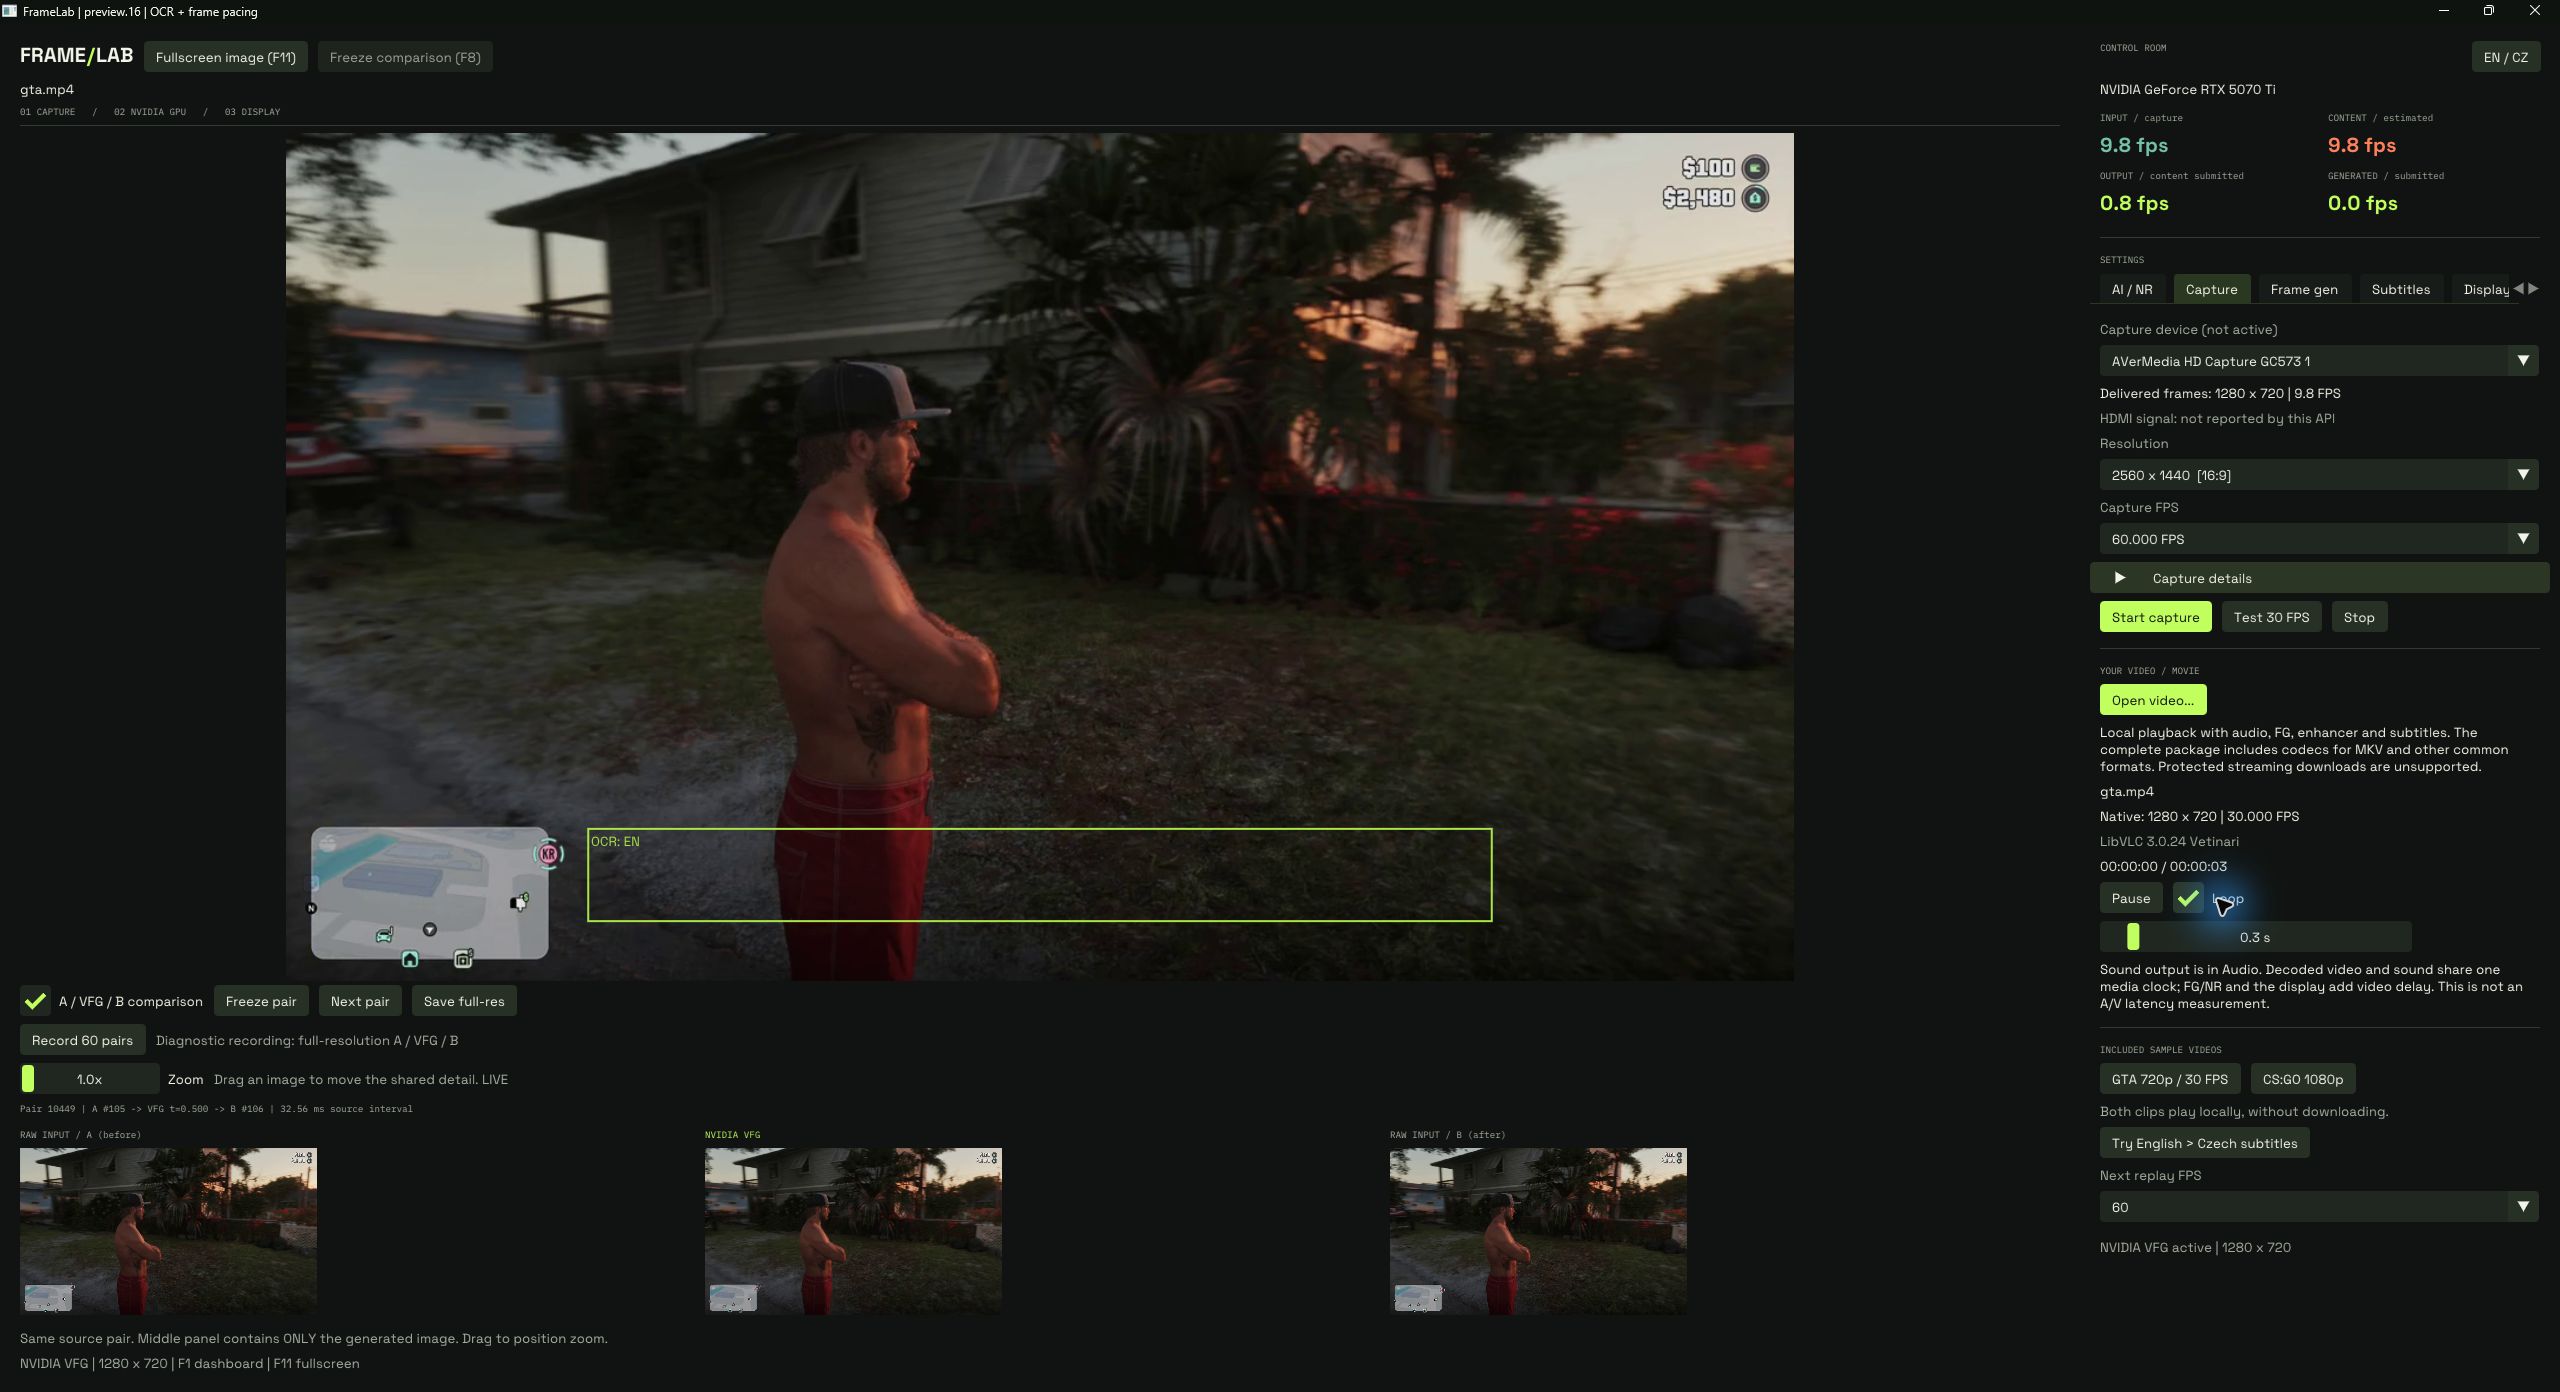 FrameLab | preview.16 | OCR + frame pacing
FRAME/LAB
Fullscreen image (F11)
Freeze comparison (F8)
gta.mp4
01 CAPTURE / 02 NVIDIA GPU / 03 DISPLAY
$100
$2,480
KR
N
OCR: EN
A / VFG / B comparison
Freeze pair
Next pair
Save full-res
Record 60 pairs
Diagnostic recording: full-resolution A / VFG / B
1.0x
Zoom
Drag an image to move the shared detail. LIVE
Pair 10449 | A #105 -> VFG t=0.500 -> B #106 | 32.56 ms source interval
RAW INPUT / A (before)
NVIDIA VFG
RAW INPUT / B (after)
Same source pair. Middle panel contains ONLY the generated image. Drag to position zoom.
NVIDIA VFG | 1280 x 720 | F1 dashboard | F11 fullscreen
CONTROL ROOM
EN / CZ
NVIDIA GeForce RTX 5070 Ti
INPUT / capture
CONTENT / estimated
9.8 fps
9.8 fps
OUTPUT / content submitted
GENERATED / submitted
0.8 fps
0.0 fps
SETTINGS
AI / NR
Capture
Frame gen
Subtitles
Display
Capture device (not active)
AVerMedia HD Capture GC573 1
Delivered frames: 1280 x 720 | 9.8 FPS
HDMI signal: not reported by this API
Resolution
2560 x 1440 [16:9]
Capture FPS
60.000 FPS
Capture details
Start capture
Test 30 FPS
Stop
YOUR VIDEO / MOVIE
Open video...
Local playback with audio, FG, enhancer and subtitles. The
complete package includes codecs for MKV and other common
formats. Protected streaming downloads are unsupported.
gta.mp4
Native: 1280 x 720 | 30.000 FPS
LibVLC 3.0.24 Vetinari
00:00:00 / 00:00:03
Pause
Loop
0.3 s
Sound output is in Audio. Decoded video and sound share one
media clock; FG/NR and the display add video delay. This is not an
A/V latency measurement.
INCLUDED SAMPLE VIDEOS
GTA 720p / 30 FPS
CS:GO 1080p
Both clips play locally, without downloading.
Try English > Czech subtitles
Next replay FPS
60
NVIDIA VFG active | 1280 x 720